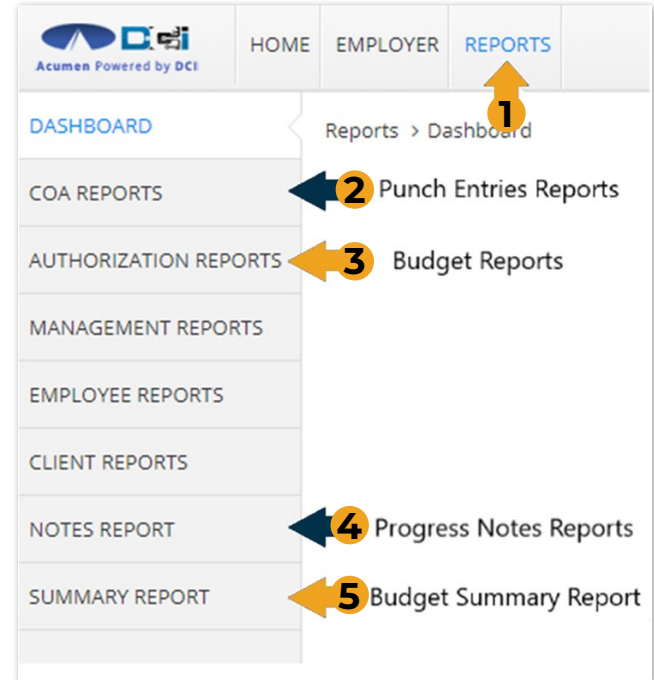 DCI
Acumen Powered by DCI
HOME EMPLOYER REPORTS
1
DASHBOARD
Reports > Dashboard
COA REPORTS
2 Punch Entries Reports
AUTHORIZATION REPORTS
3 Budget Reports
MANAGEMENT REPORTS
EMPLOYEE REPORTS
CLIENT REPORTS
NOTES REPORT
4 Progress Notes Reports
SUMMARY REPORT
5 Budget Summary Report